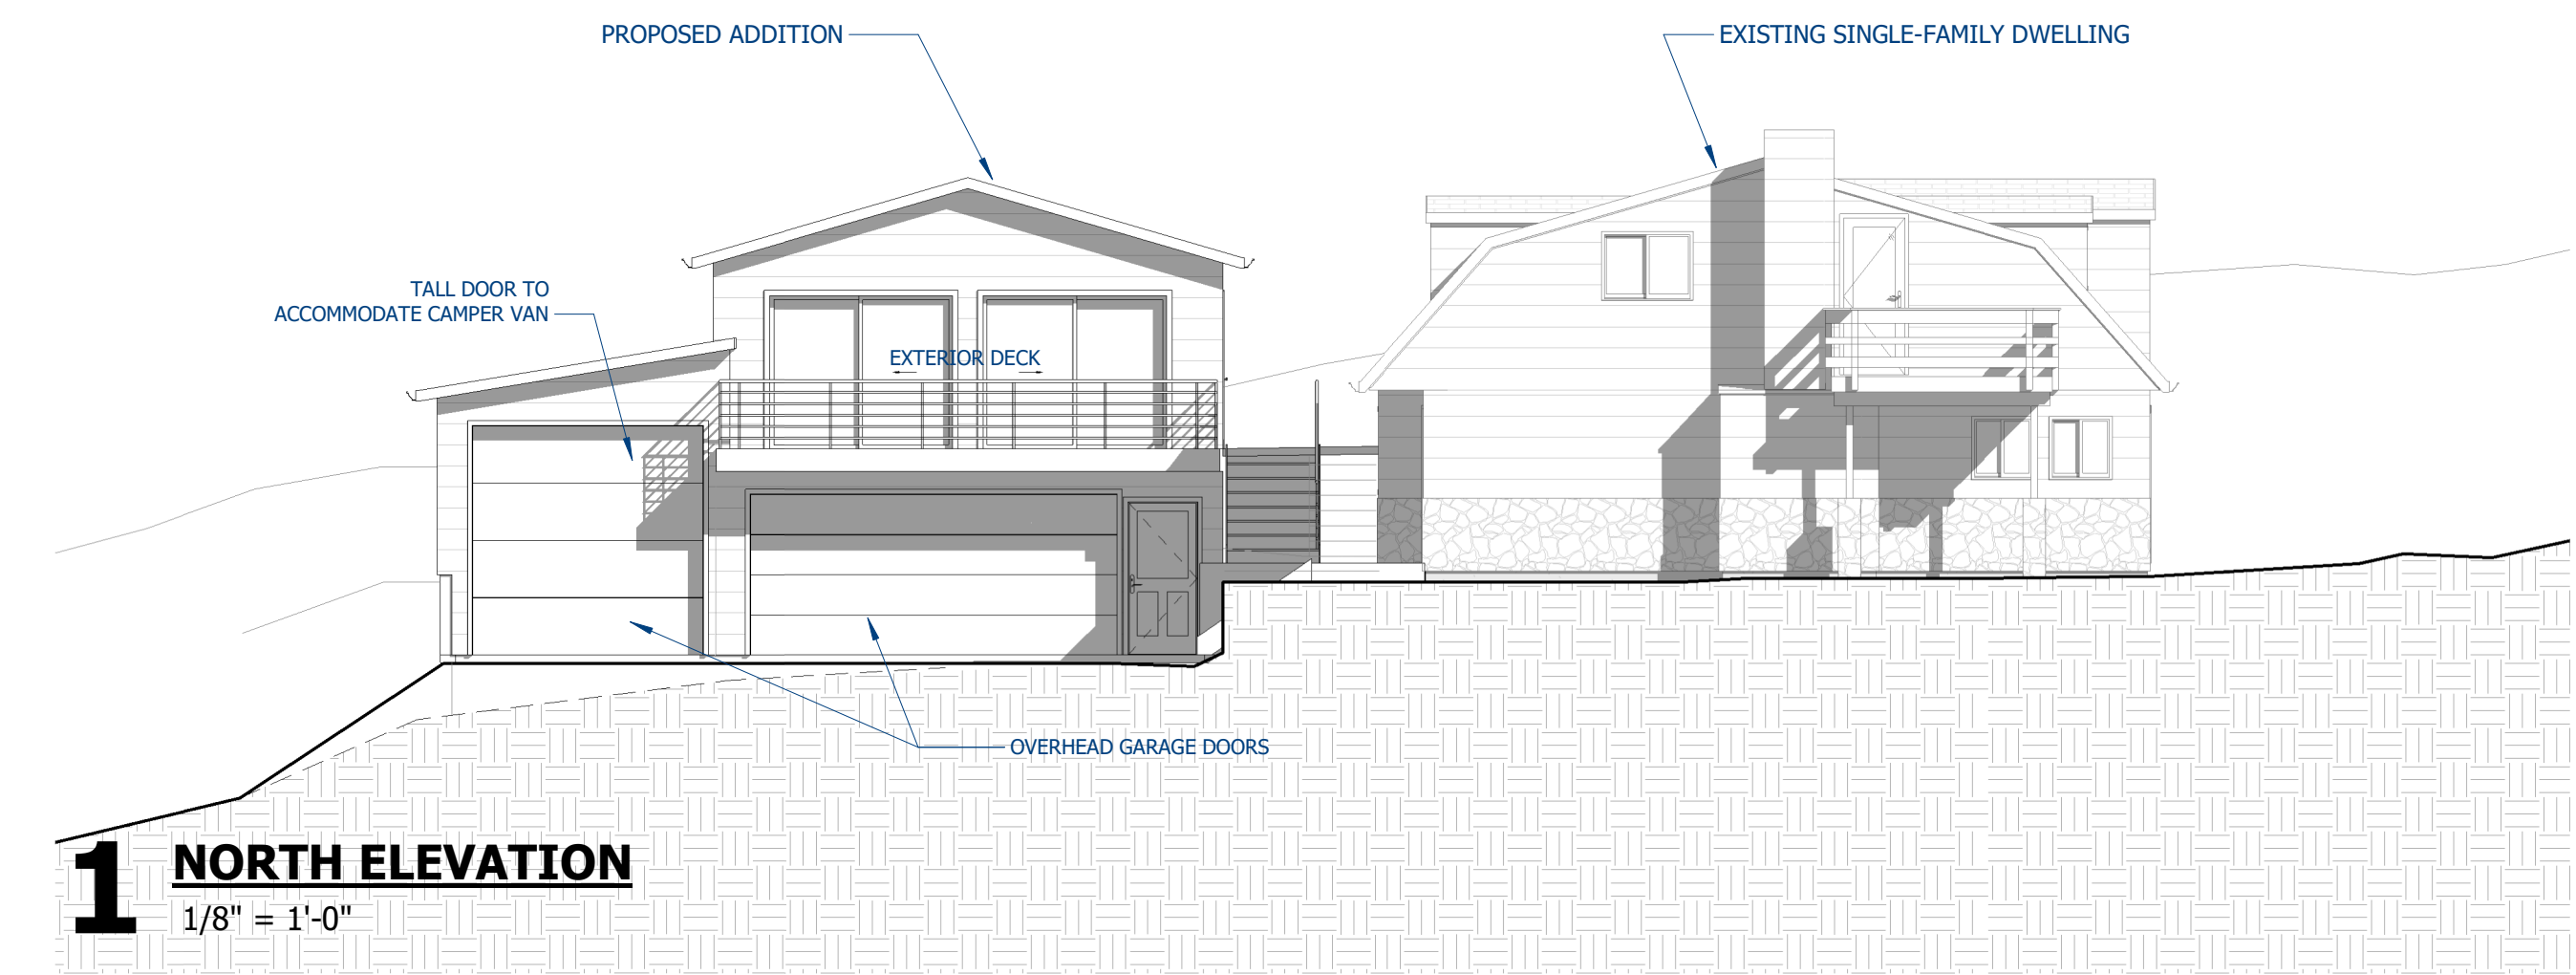 PROPOSED ADDITION
EXISTING SINGLE-FAMILY DWELLING
TALL DOOR TO
ACCOMMODATE CAMPER VAN
EXTERIOR DECK
OVERHEAD GARAGE DOORS
1
NORTH ELEVATION
1/8" = 1'-0"